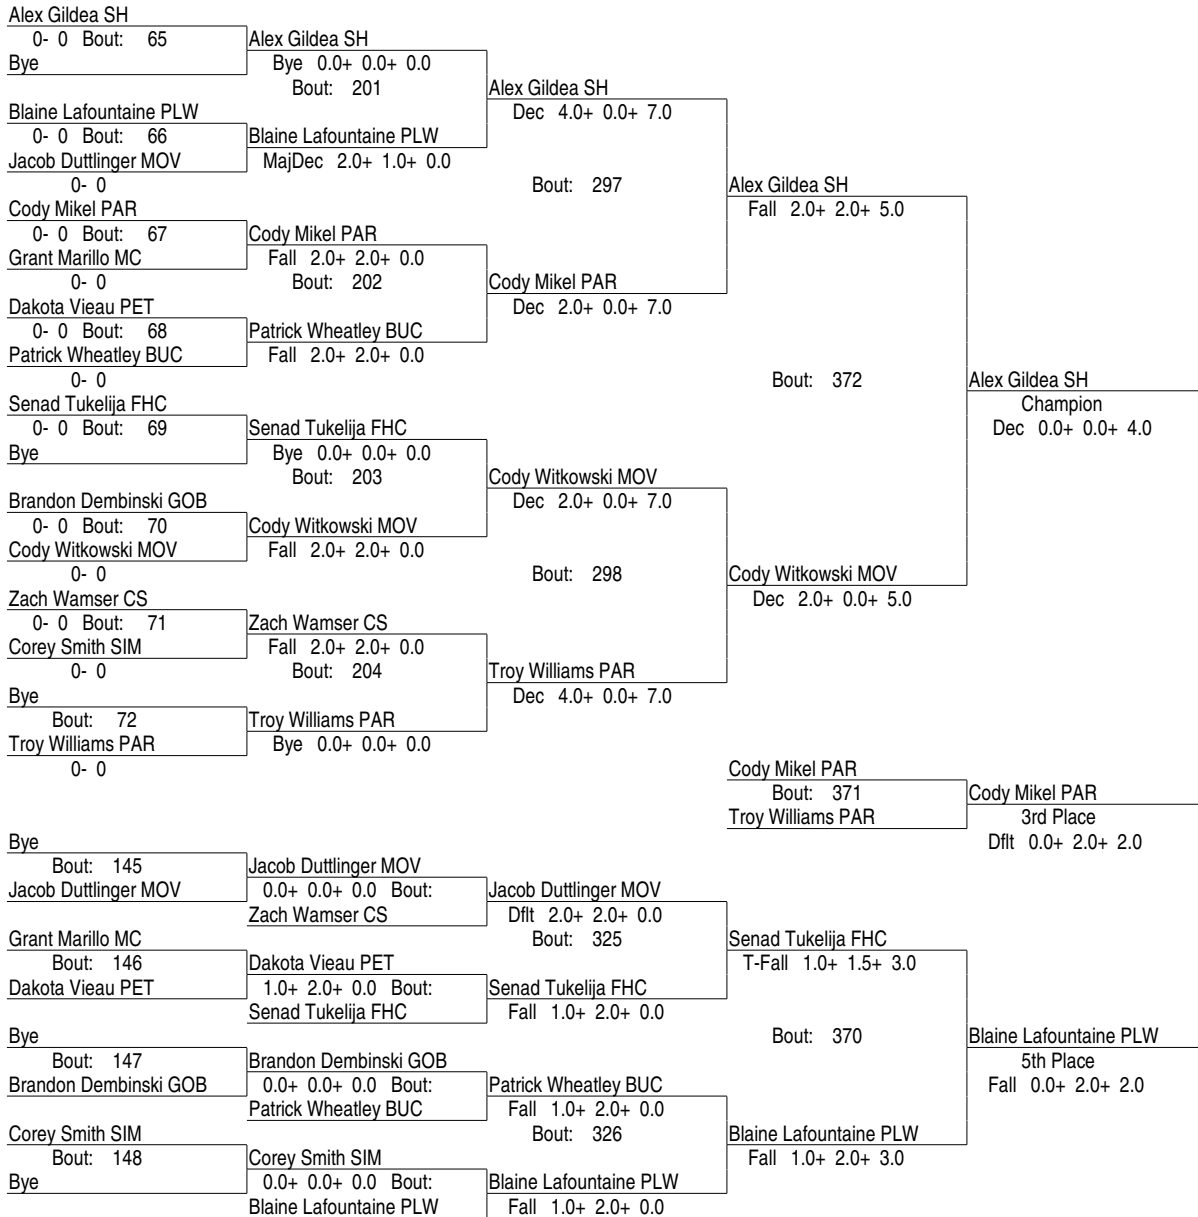 Alex Gildea SH
0- 0 Bout: 65 Alex Gildea SH
Bye Bye 0.0+ 0.0+ 0.0
Bout: 201 Alex Gildea SH
Blaine Lafountaine PLW Dec 4.0+ 0.0+ 7.0
0- 0 Bout: 66 Blaine Lafountaine PLW
Jacob Duttlinger MOV MajDec 2.0+ 1.0+ 0.0
0- 0 Bout: 297 Alex Gildea SH
Cody Mikel PAR Fall 2.0+ 2.0+ 5.0
0- 0 Bout: 67 Cody Mikel PAR
Grant Marillo MC Fall 2.0+ 2.0+ 0.0
0- 0 Bout: 202 Cody Mikel PAR
Dakota Vieau PET Dec 2.0+ 0.0+ 7.0
0- 0 Bout: 68 Patrick Wheatley BUC
Patrick Wheatley BUC Fall 2.0+ 2.0+ 0.0
0- 0 Bout: 372 Alex Gildea SH
Senad Tukelija FHC Champion
0- 0 Bout: 69 Senad Tukelija FHC Dec 0.0+ 0.0+ 4.0
Bye Bye 0.0+ 0.0+ 0.0
Bout: 203 Cody Witkowski MOV
Brandon Dembinski GOB Dec 2.0+ 0.0+ 7.0
0- 0 Bout: 70 Cody Witkowski MOV
Cody Witkowski MOV Fall 2.0+ 2.0+ 0.0
0- 0 Bout: 298 Cody Witkowski MOV
Zach Wamser CS Dec 2.0+ 0.0+ 5.0
0- 0 Bout: 71 Zach Wamser CS
Corey Smith SIM Fall 2.0+ 2.0+ 0.0
0- 0 Bout: 204 Troy Williams PAR
Bye Dec 4.0+ 0.0+ 7.0
Bout: 72 Troy Williams PAR
Troy Williams PAR Bye 0.0+ 0.0+ 0.0
0- 0 Cody Mikel PAR
Bout: 371 Cody Mikel PAR
Troy Williams PAR 3rd Place
Bye Dflt 0.0+ 2.0+ 2.0
Bout: 145 Jacob Duttlinger MOV
Jacob Duttlinger MOV 0.0+ 0.0+ 0.0 Bout: Jacob Duttlinger MOV
Zach Wamser CS Dflt 2.0+ 2.0+ 0.0
Grant Marillo MC Bout: 325 Senad Tukelija FHC
Bout: 146 Dakota Vieau PET T-Fall 1.0+ 1.5+ 3.0
Dakota Vieau PET 1.0+ 2.0+ 0.0 Bout: Senad Tukelija FHC
Senad Tukelija FHC Fall 1.0+ 2.0+ 0.0
Bye Bout: 370 Blaine Lafountaine PLW
Bout: 147 Brandon Dembinski GOB 5th Place
Brandon Dembinski GOB 0.0+ 0.0+ 0.0 Bout: Patrick Wheatley BUC Fall 0.0+ 2.0+ 2.0
Patrick Wheatley BUC Fall 1.0+ 2.0+ 0.0
Corey Smith SIM Bout: 326 Blaine Lafountaine PLW
Bout: 148 Corey Smith SIM Fall 1.0+ 2.0+ 3.0
Bye 0.0+ 0.0+ 0.0 Bout: Blaine Lafountaine PLW
Blaine Lafountaine PLW Fall 1.0+ 2.0+ 0.0